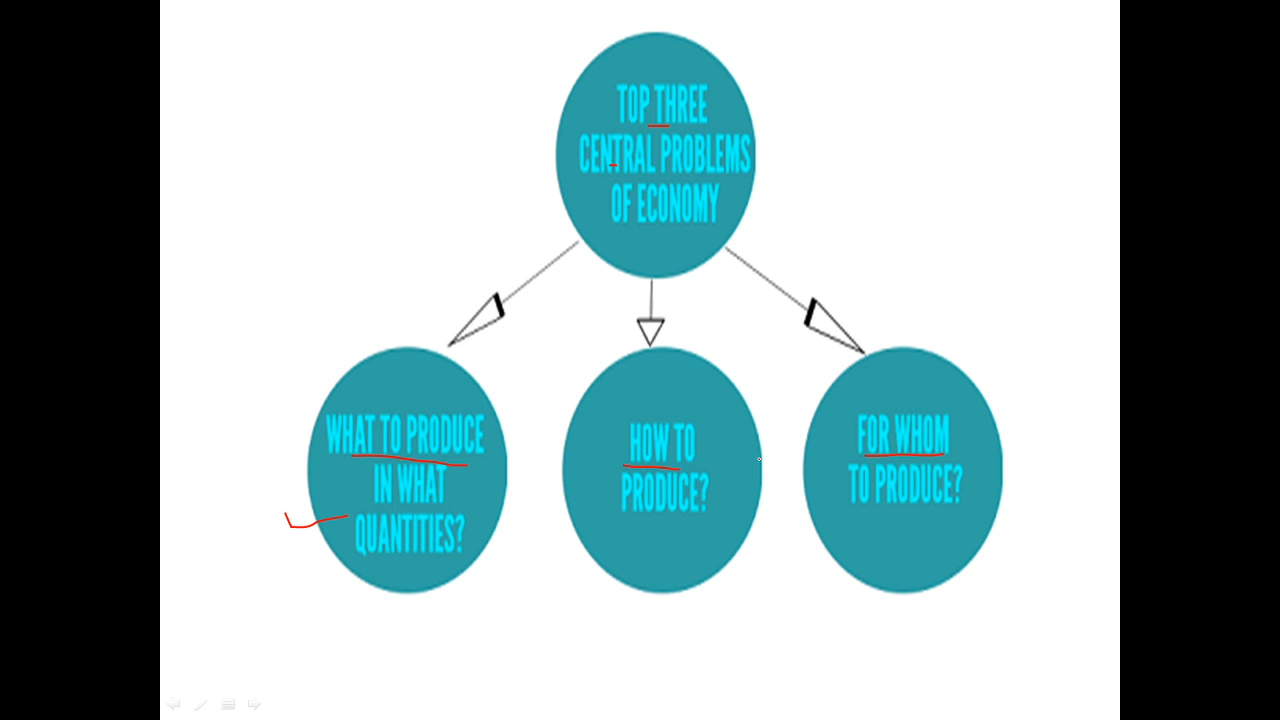 TOP THREE
CENTRAL PROBLEMS
OF ECONOMY
WHAT TO PRODUCE
IN WHAT
QUANTITIES?
HOW TO
PRODUCE?
FOR WHOM
TO PRODUCE?